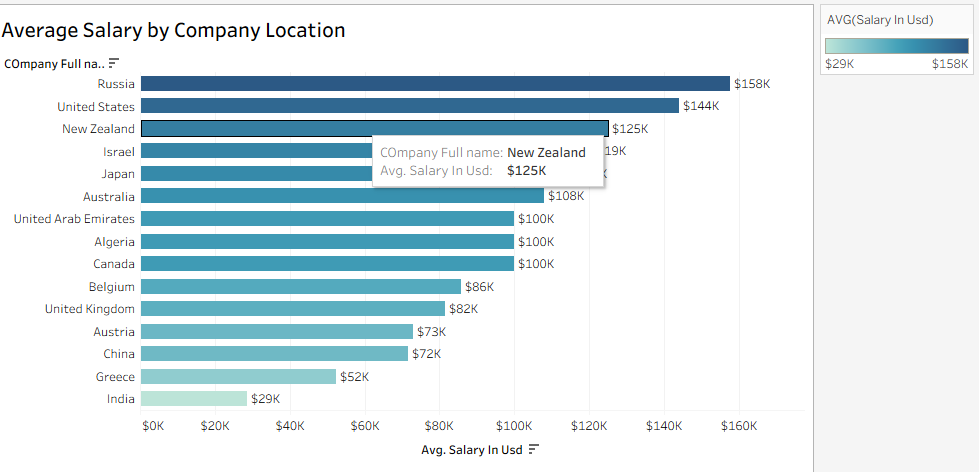 Average Salary by Company Location
AVG(Salary In Usd)
$29K $158K
COmpany Full na..
Russia $158K
United States $144K
New Zealand $125K
Israel 19K
Japan
COmpany Full name: New Zealand
Avg. Salary In Usd: $125K
Australia $108K
United Arab Emirates $100K
Algeria $100K
Canada $100K
Belgium $86K
United Kingdom $82K
Austria $73K
China $72K
Greece $52K
India $29K
$0K $20K $40K $60K $80K $100K $120K $140K $160K
Avg. Salary In Usd